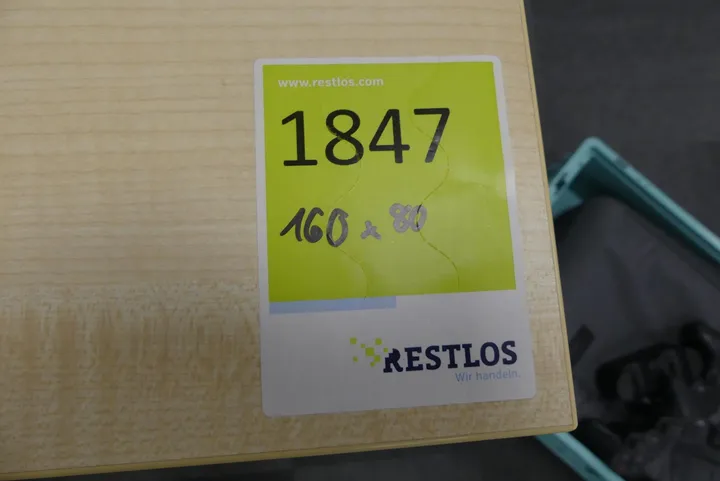 www.restlos.com
1847
160 x 80
RESTLOS
Wir handeln.